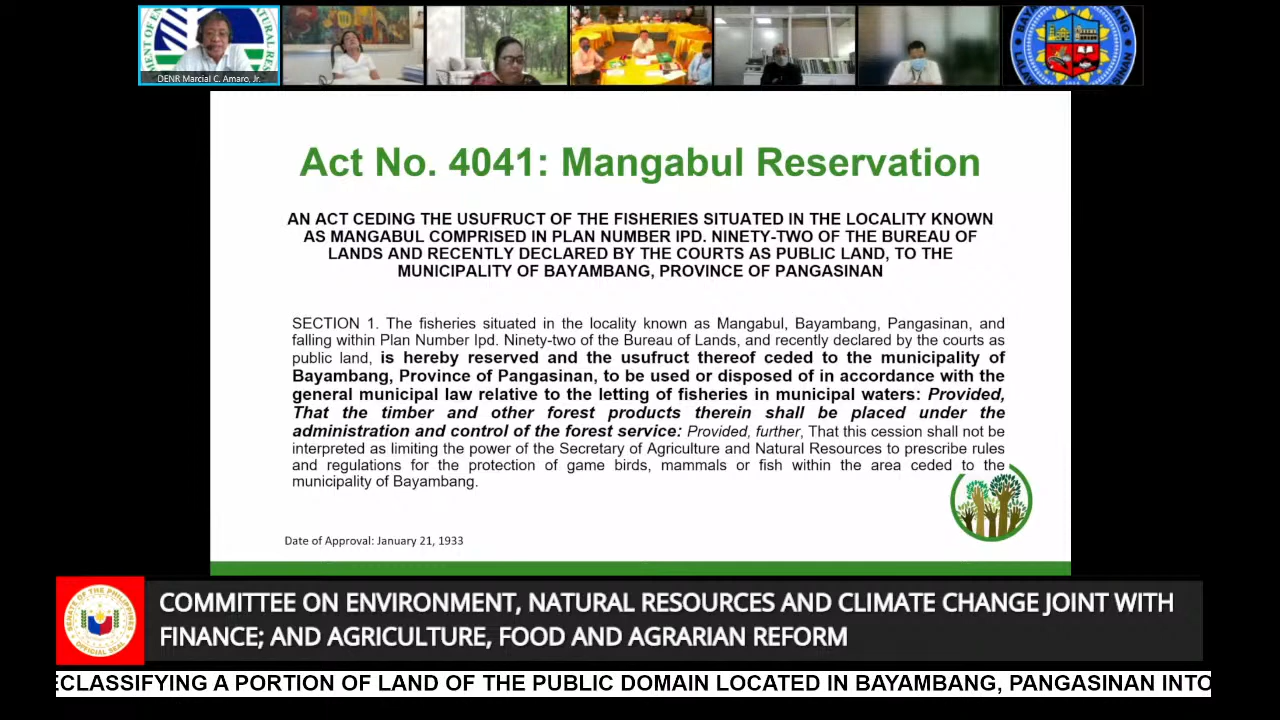 DENR Marcial C. Amaro, Jr.
Act No. 4041: Mangabul Reservation
AN ACT CEDING THE USUFRUCT OF THE FISHERIES SITUATED IN THE LOCALITY KNOWN
AS MANGABUL COMPRISED IN PLAN NUMBER IPD. NINETY-TWO OF THE BUREAU OF
LANDS AND RECENTLY DECLARED BY THE COURTS AS PUBLIC LAND, TO THE
MUNICIPALITY OF BAYAMBANG, PROVINCE OF PANGASINAN
SECTION 1. The fisheries situated in the locality known as Mangabul, Bayambang, Pangasinan, and
falling within Plan Number Ipd. Ninety-two of the Bureau of Lands, and recently declared by the courts as
public land, is hereby reserved and the usufruct thereof ceded to the municipality of
Bayambang, Province of Pangasinan, to be used or disposed of in accordance with the
general municipal law relative to the letting of fisheries in municipal waters: Provided,
That the timber and other forest products therein shall be placed under the
administration and control of the forest service: Provided, further, That this cession shall not be
interpreted as limiting the power of the Secretary of Agriculture and Natural Resources to prescribe rules
and regulations for the protection of game birds, mammals or fish within the area ceded to the
municipality of Bayambang.
Date of Approval: January 21, 1933
COMMITTEE ON ENVIRONMENT, NATURAL RESOURCES AND CLIMATE CHANGE JOINT WITH
FINANCE; AND AGRICULTURE, FOOD AND AGRARIAN REFORM
ECLASSIFYING A PORTION OF LAND OF THE PUBLIC DOMAIN LOCATED IN BAYAMBANG, PANGASINAN INTO